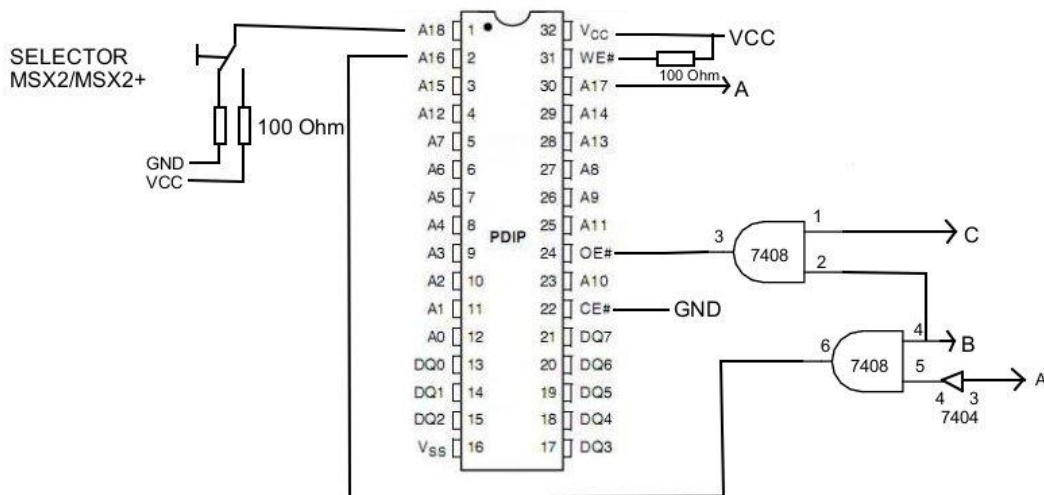 SELECTOR
MSX2/MSX2+
100 Ohm
GND
VCC
A18 1 32 VCC
A16 2 31 WE#
A15 3 30 A17
A12 4 29 A14
A7 5 28 A13
A6 6 27 A8
A5 7 26 A9
A4 8 25 A11
PDIP
A3 9 24 OE#
A2 10 23 A10
A1 11 22 CE#
A0 12 21 DQ7
DQ0 13 20 DQ6
DQ1 14 19 DQ5
DQ2 15 18 DQ4
VSS 16 17 DQ3
VCC
100 Ohm
A
3 7408 1 C
2
GND
6 7408 4 B
5
4 3 A
7404